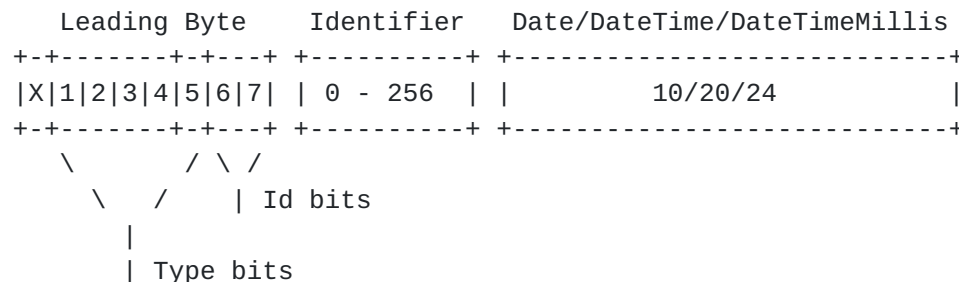 Leading Byte    Identifier   Date/DateTime/DateTimeMillis
+-+-------+-+---+ +----------+ +----------------------------+
|X|1|2|3|4|5|6|7| | 0 - 256  | |         10/20/24           |
+-+-------+-+---+ +----------+ +----------------------------+
   \       / \ /
     \   /    | Id bits
       |
       | Type bits